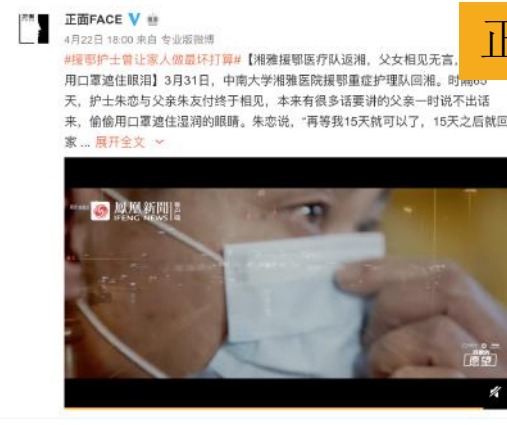 正面FACE
正
4月22日 18:00 来自 专业版微博
#援鄂护士曾让家人做最坏打算#【湘雅援鄂医疗队返湘，父女相见无言，
用口罩遮住眼泪】3月31日，中南大学湘雅医院援鄂重症护理队回湘。时隔65
天，护士朱恋与父亲朱友付终于相见，本来有很多话要讲的父亲一时说不出话
来，偷偷用口罩遮住湿润的眼睛。朱恋说，“再等我15天就可以了，15天之后就回
家 ... 展开全文
鳳凰新聞
IFENG NEWS
愿望